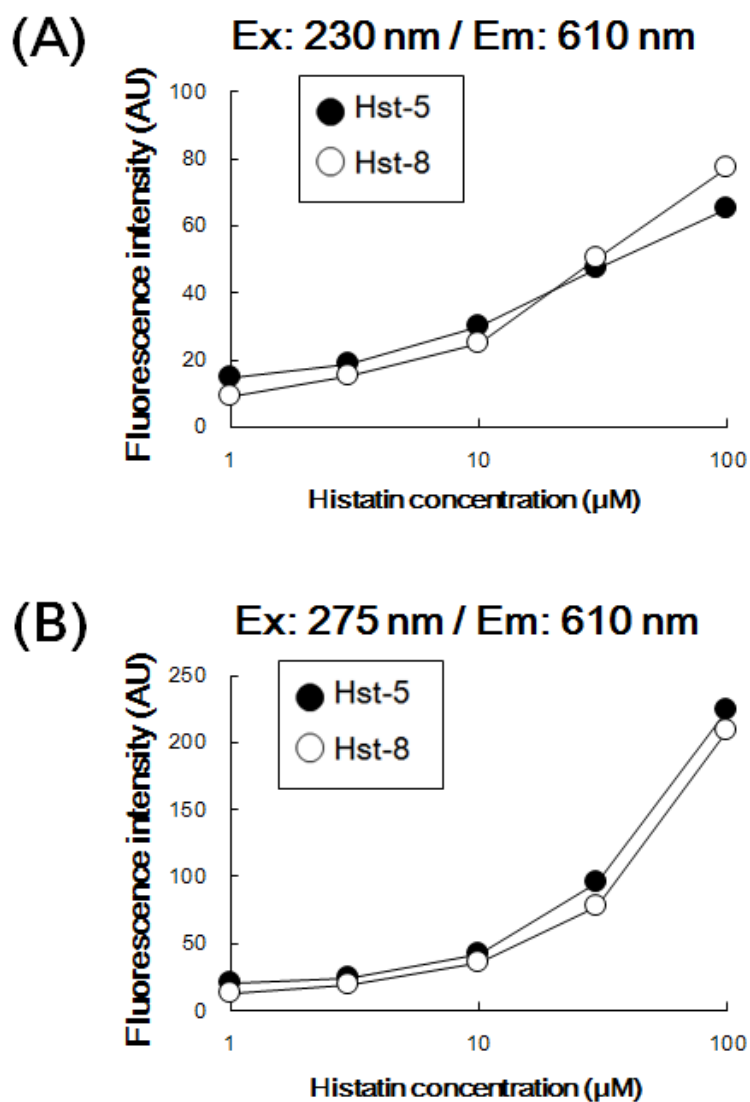 (A)
Ex: 230 nm / Em: 610 nm
Fluorescence intensity (AU)
100
80
60
40
20
0
Hst-5
Hst-8
1
10
100
Histatin concentration (µM)
(B)
Ex: 275 nm / Em: 610 nm
Fluorescence intensity (AU)
250
200
150
100
50
0
Hst-5
Hst-8
1
10
100
Histatin concentration (µM)